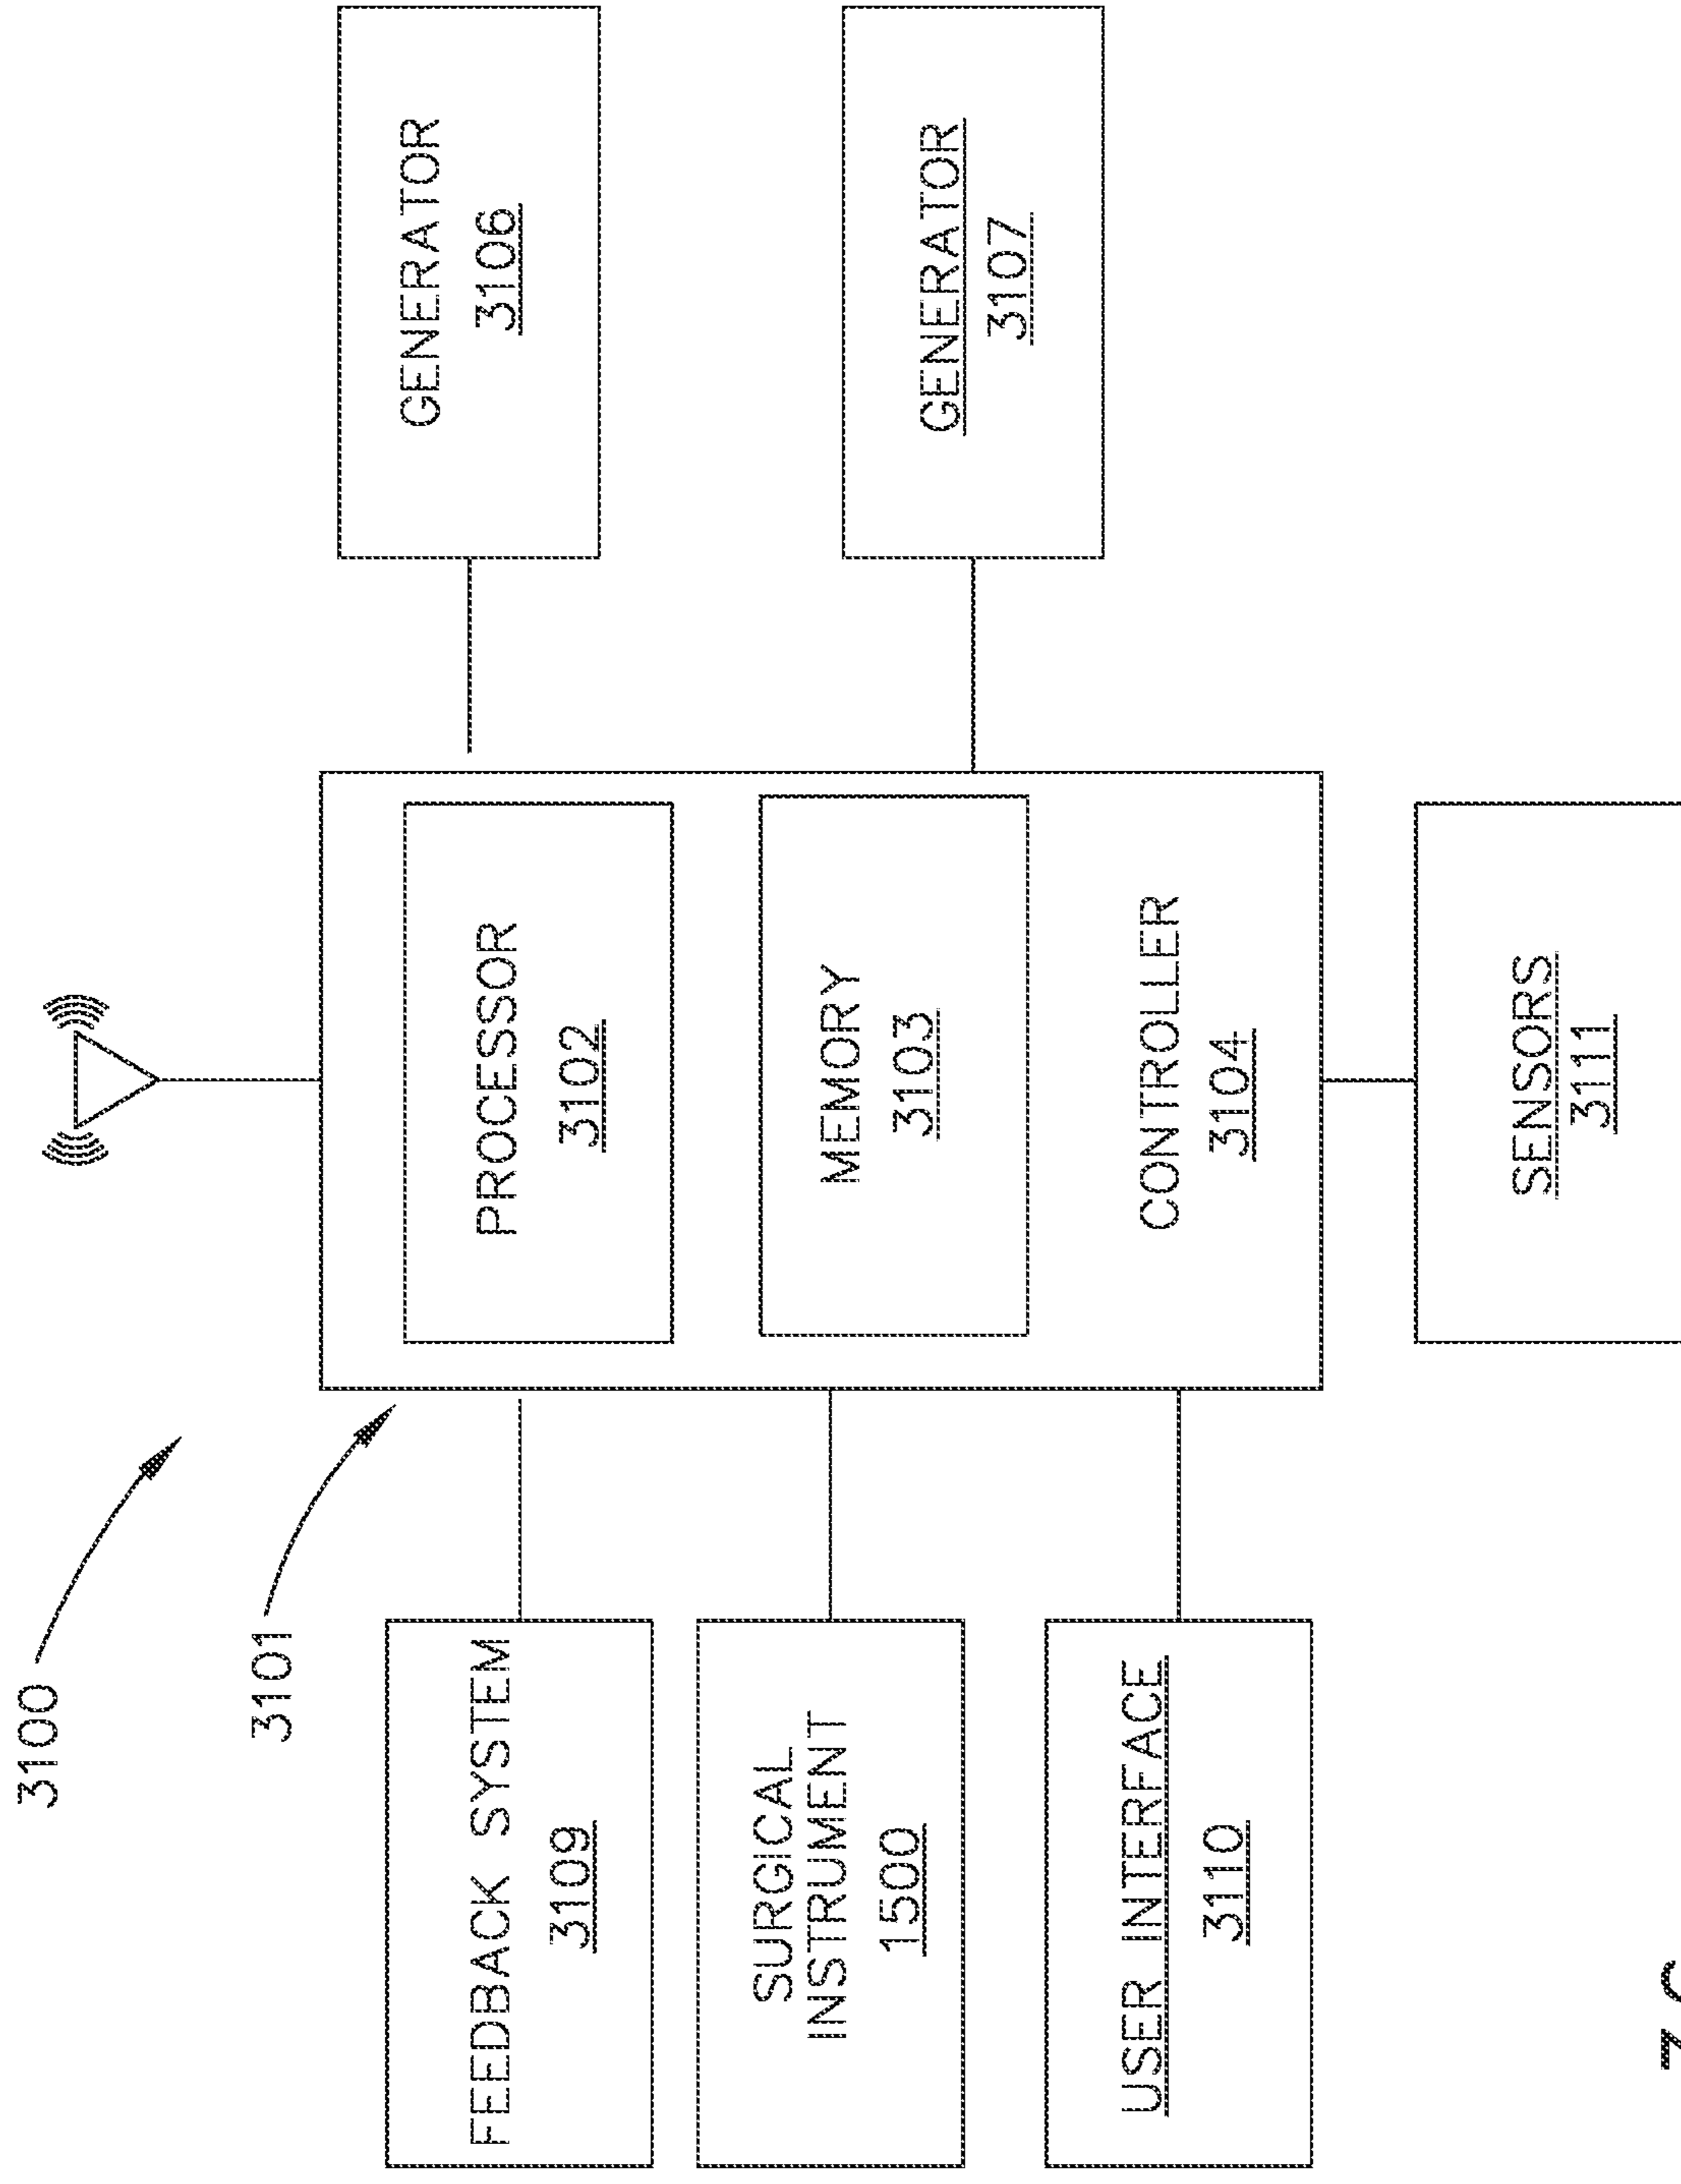 3100
3101
FEEDBACK SYSTEM
3109
SURGICAL
INSTRUMENT
1500
USER INTERFACE
3110
PROCESSOR
3102
MEMORY
3103
CONTROLLER
3104
SENSORS
3111
GENERATOR
3106
GENERATOR
3107